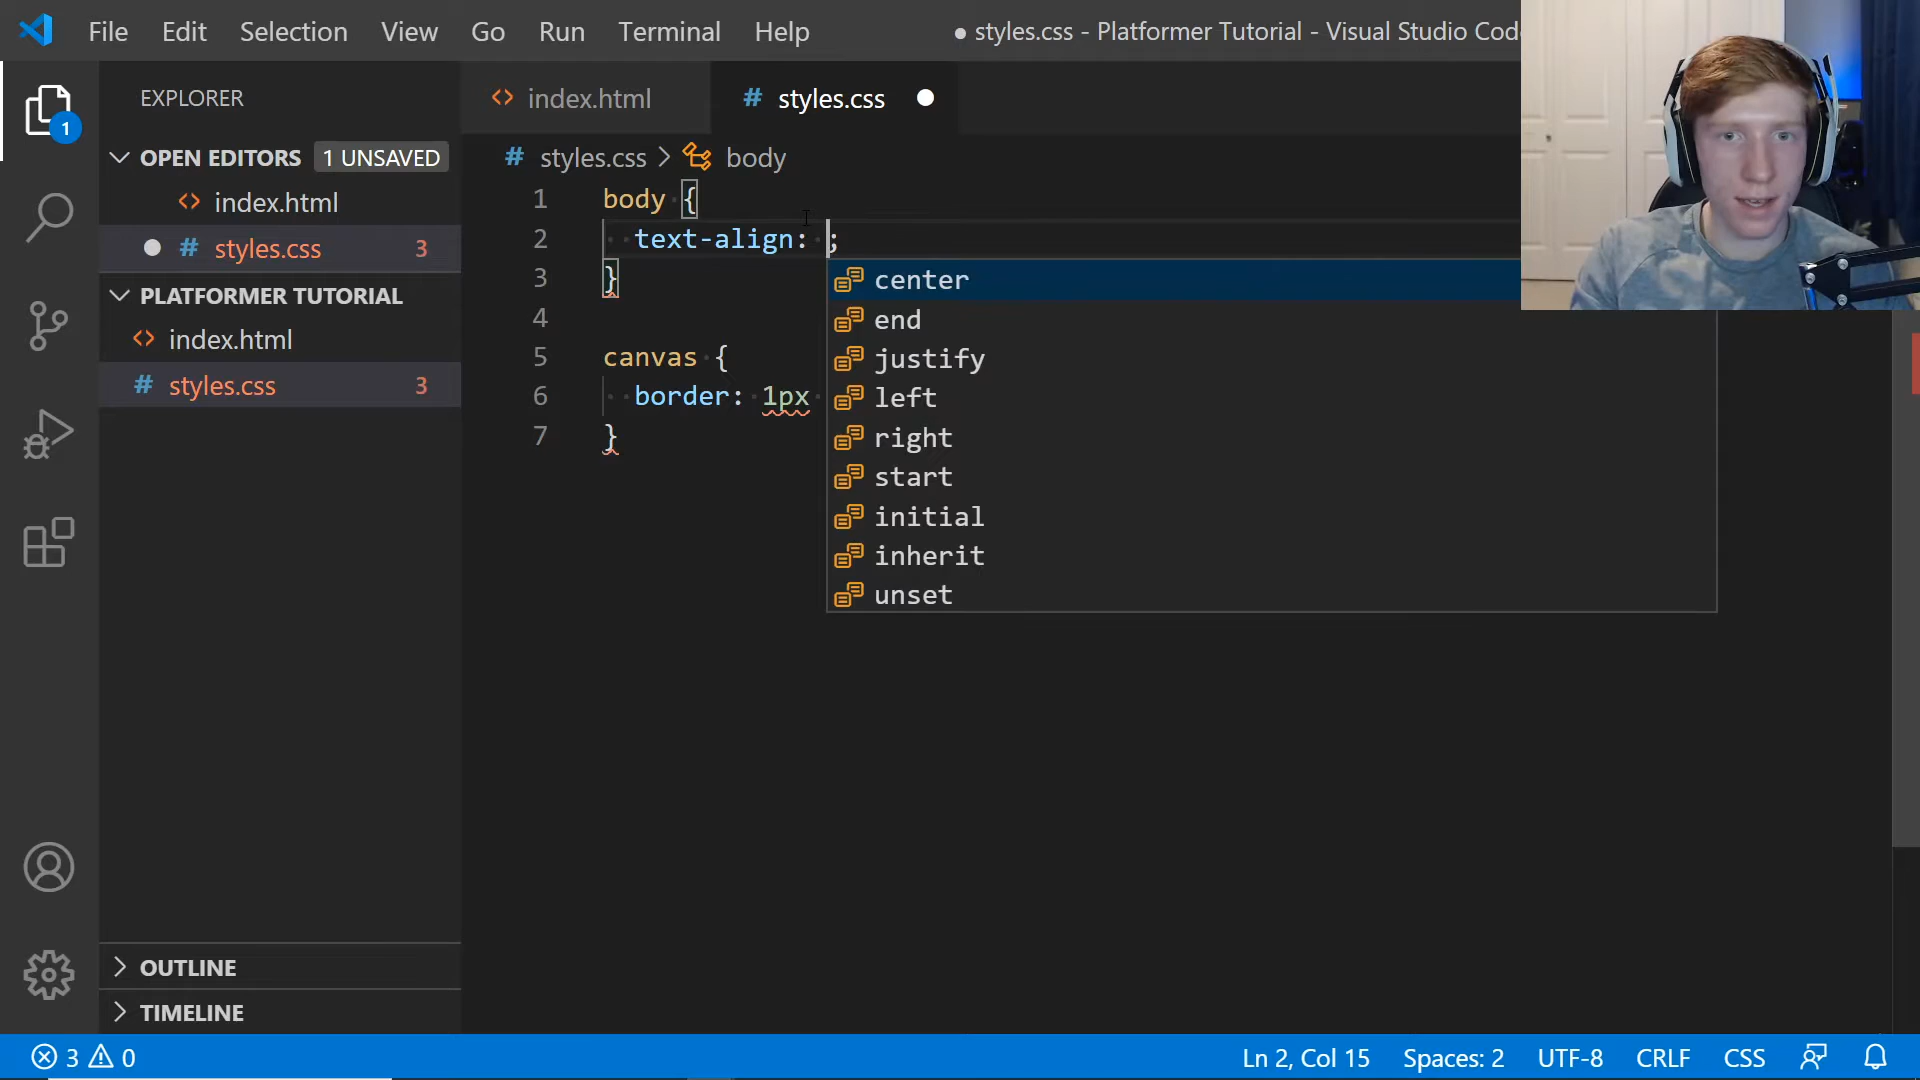 File Edit Selection View Go Run Terminal Help ● styles.css - Platformer Tutorial - Visual Studio Cod
EXPLORER
index.html
styles.css
1
OPEN EDITORS 1 UNSAVED
index.html
styles.css 3
PLATFORMER TUTORIAL
index.html
styles.css 3
styles.css > body
1 body {
2 text-align: ;
3 }
4
5 canvas {
6 border: 1px
7 }
center
end
justify
left
right
start
initial
inherit
unset
OUTLINE
TIMELINE
3 0 Ln 2, Col 15 Spaces: 2 UTF-8 CRLF CSS